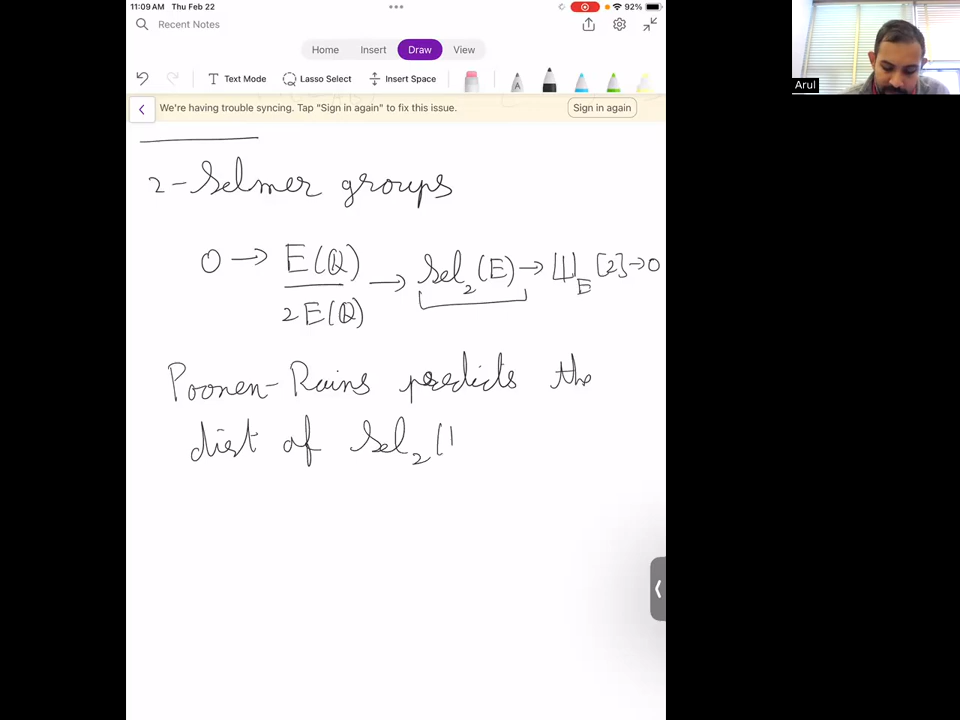 11:09 AM Thu Feb 22
92%
Recent Notes
Home Insert Draw View
Text Mode Lasso Select Insert Space A
We're having trouble syncing. Tap "Sign in again" to fix this issue.
Sign in again
Arul
2-Selmer groups
0 → E(Q)/2E(Q) → Sel₂(E) → Ш_E[2] → 0
Poonen-Rains predicts the
dist of Sel₂(